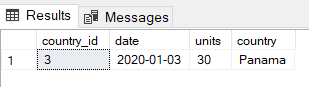 Results Messages
country_id date units country
1 3 2020-01-03 30 Panama